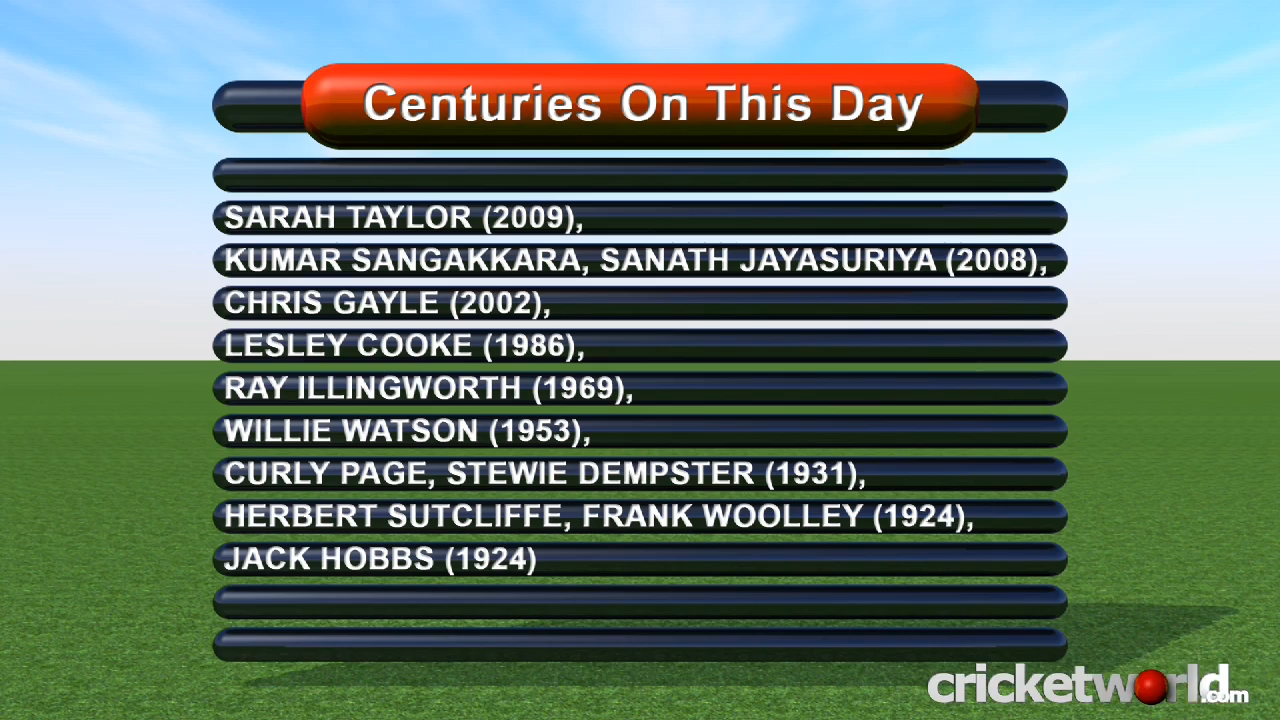 Centuries On This Day
SARAH TAYLOR (2009),
KUMAR SANGAKKARA, SANATH JAYASURIYA (2008),
CHRIS GAYLE (2002),
LESLEY COOKE (1986),
RAY ILLINGWORTH (1969),
WILLIE WATSON (1953),
CURLY PAGE, STEWIE DEMPSTER (1931),
HERBERT SUTCLIFFE, FRANK WOOLLEY (1924),
JACK HOBBS (1924)
cricketworld.com